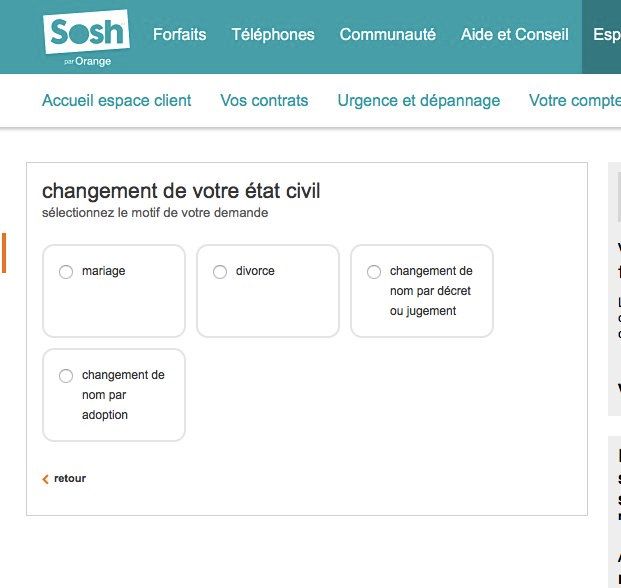 Sosh
par Orange
Forfaits Téléphones Communauté Aide et Conseil
Accueil espace client Vos contrats Urgence et dépannage Votre compte
changement de votre état civil
sélectionnez le motif de votre demande
mariage
divorce
changement de
nom par décret
ou jugement
changement de
nom par
adoption
retour